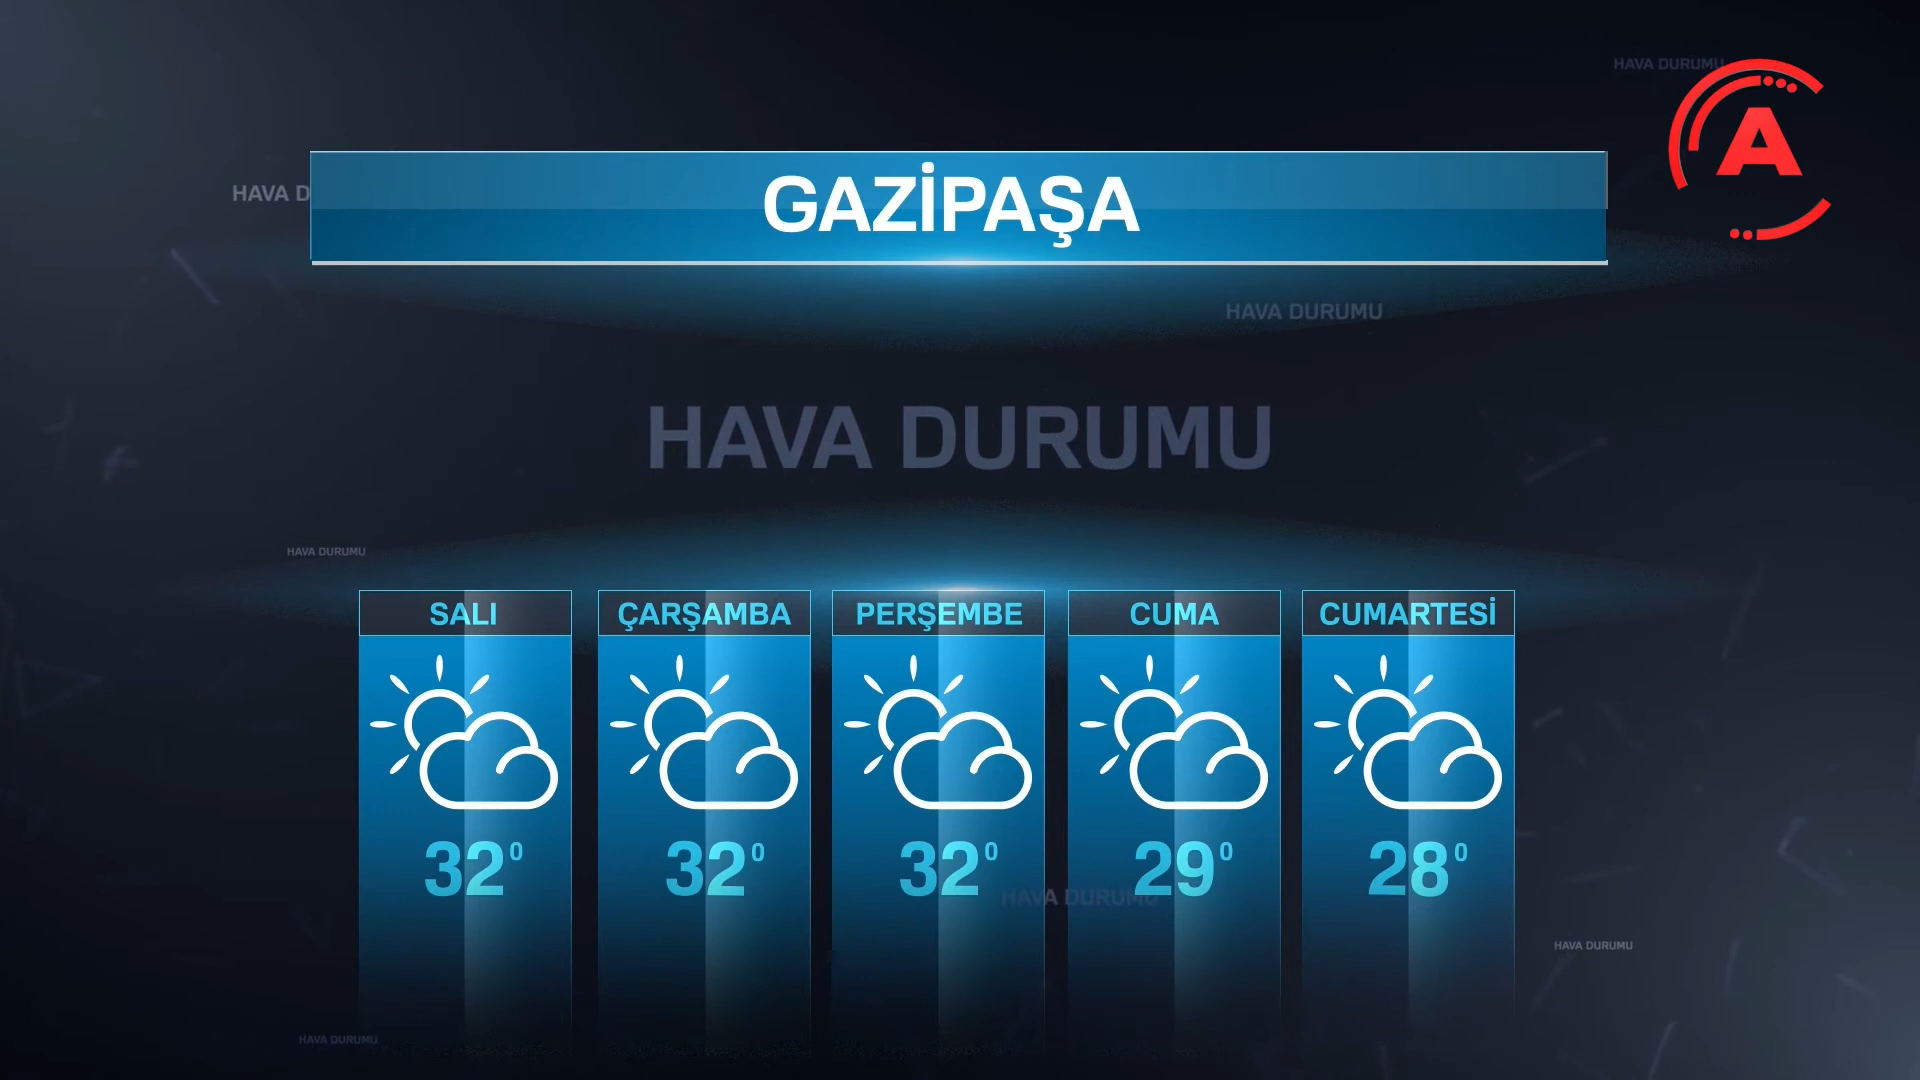 HAVA DURUMU
A
HAVA D
GAZİPAŞA
HAVA DURUMU
HAVA DURUMU
HAVA DURUMU
SALI
ÇARŞAMBA
PERŞEMBE
CUMA
CUMARTESİ
32⁰
32⁰
32⁰
29⁰
28⁰
HAVA DURUMU
HAVA DURUMU
HAVA DURUMU